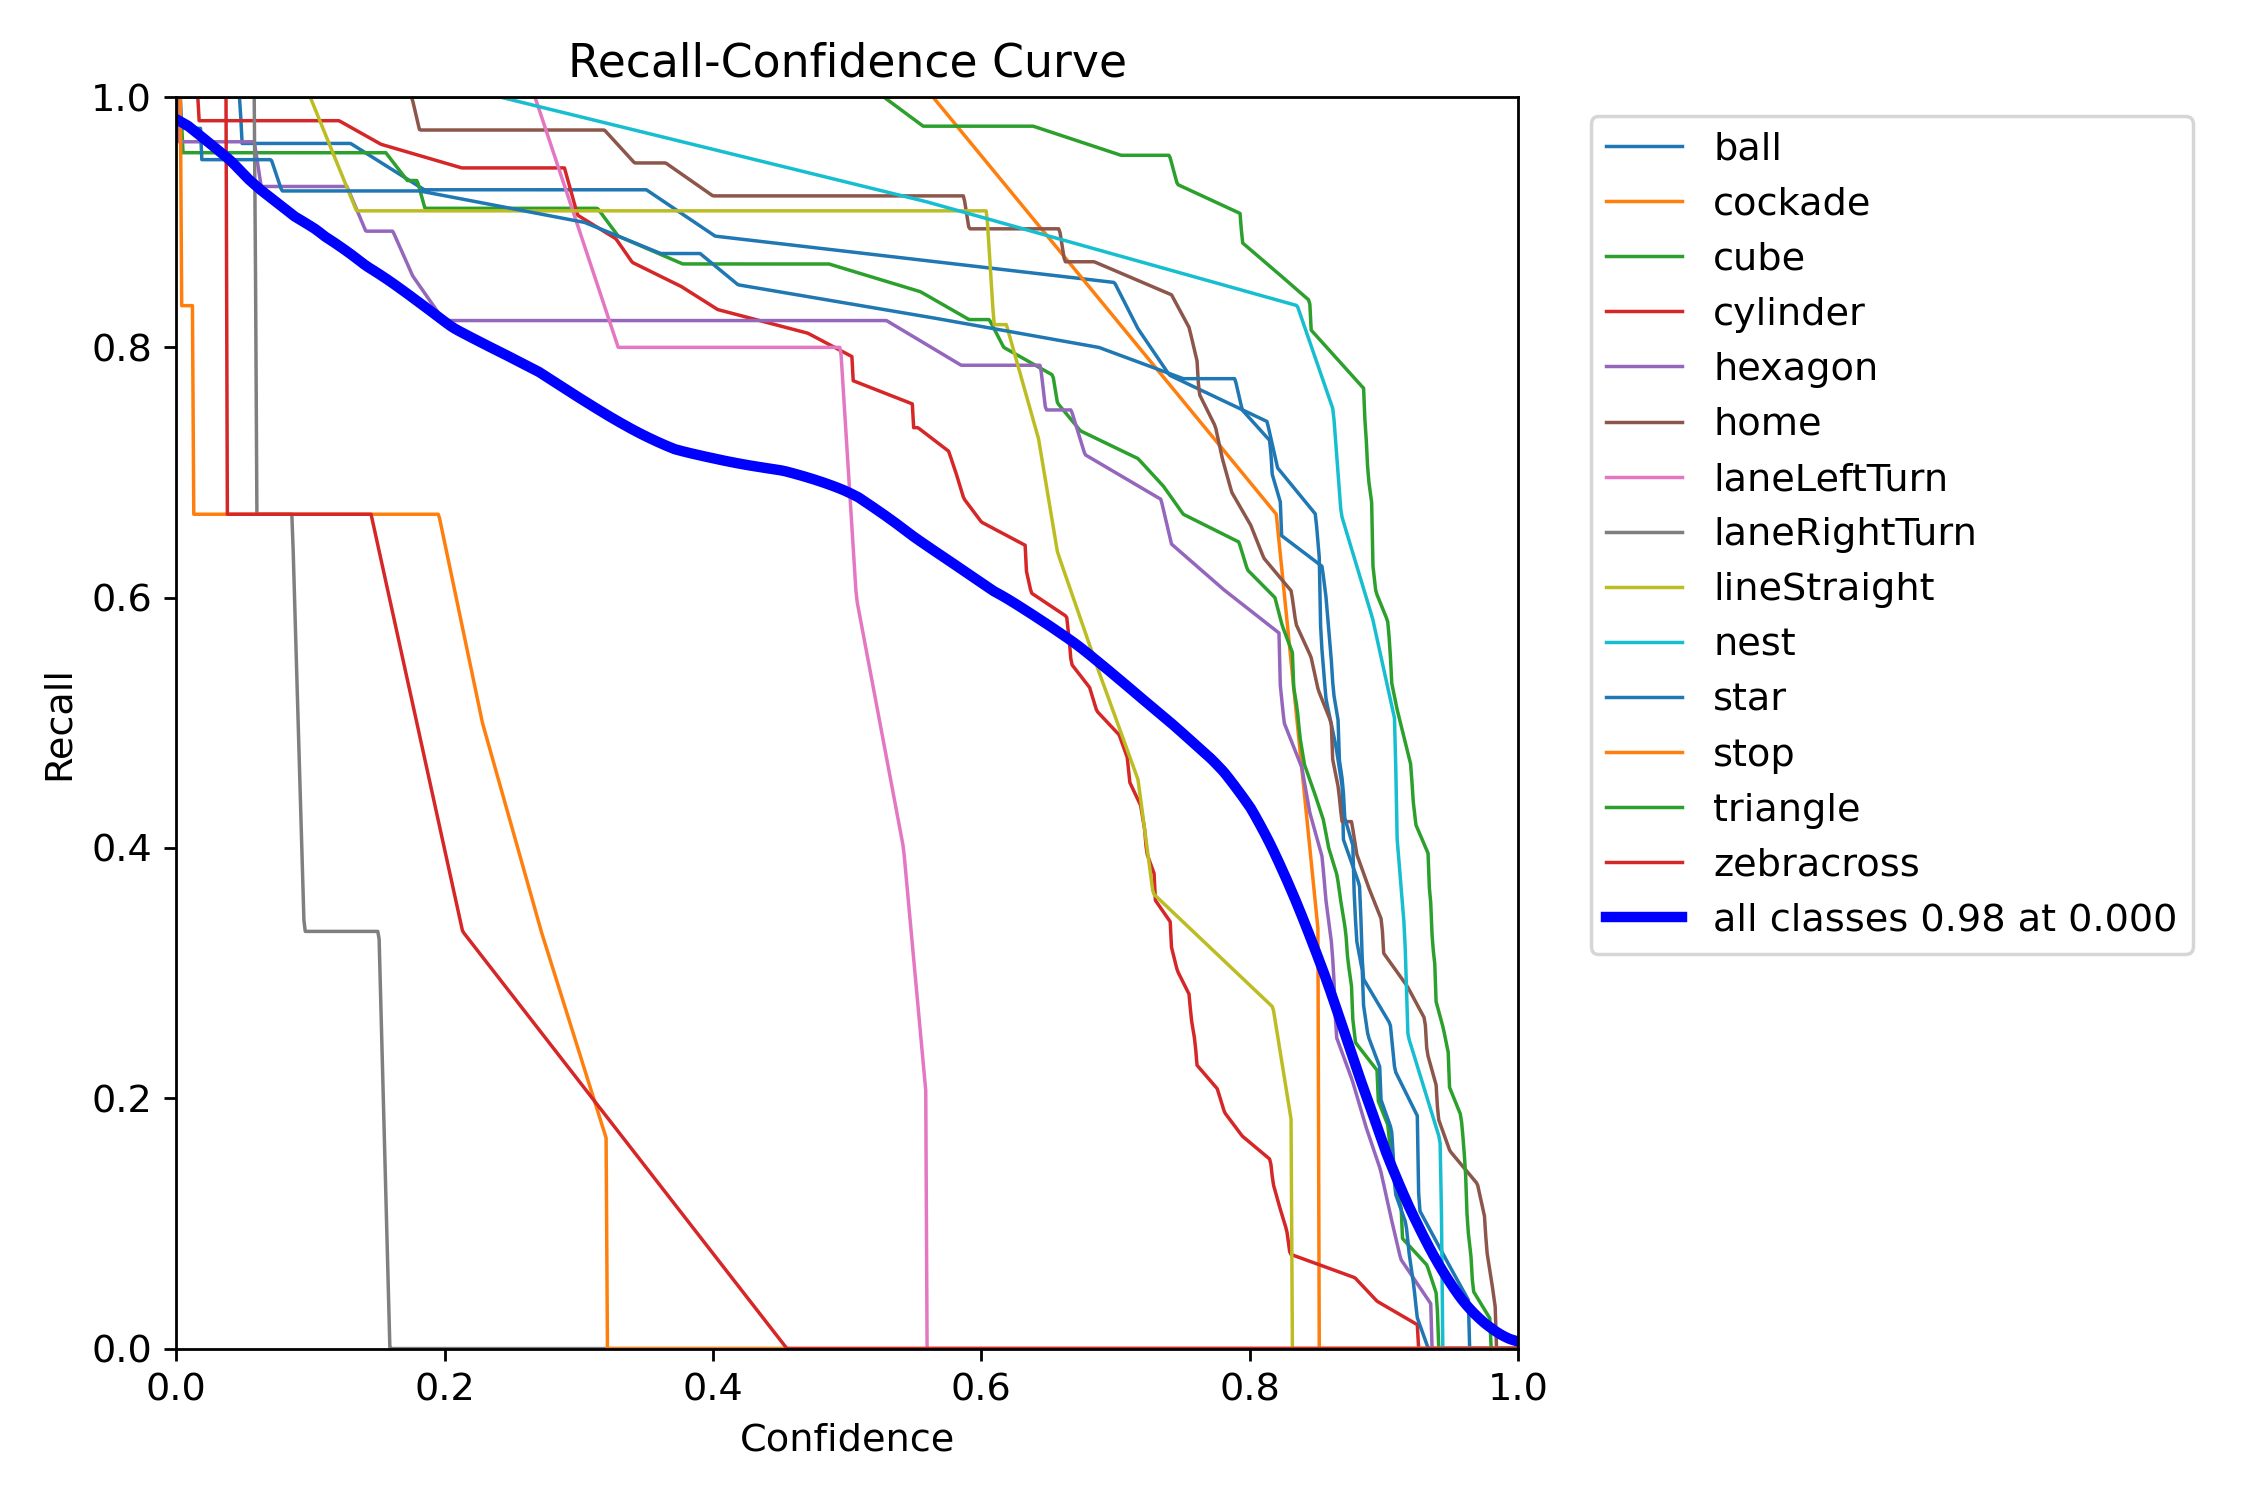 Recall-Confidence Curve
1.0
0.8
0.6
0.4
0.2
0.0
Recall
0.0 0.2 0.4 0.6 0.8 1.0
Confidence
ball
cockade
cube
cylinder
hexagon
home
laneLeftTurn
laneRightTurn
lineStraight
nest
star
stop
triangle
zebracross
all classes 0.98 at 0.000